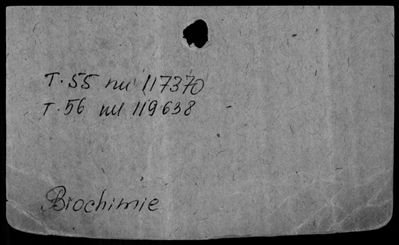 T. 55 nu 117370
T. 56 nu 119638
Biochimie